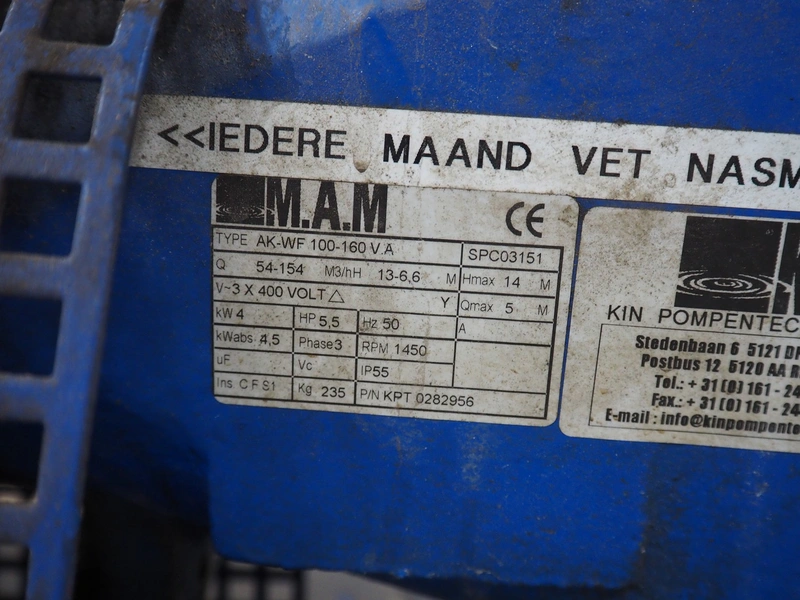 <<IEDERE MAAND VET NASM
M.A.M CE
TYPE AK-WF 100-160 V.A SPC03151
Q 54-154 M3/hH 13-6,6 M Hmax 14 M
V~3 X 400 VOLT △ Y Qmax 5 M
kW 4 HP 5,5 Hz 50 A
kWabs 4,5 Phase3 RPM 1450
uF Vc IP55
Ins C F S1 Kg 235 P/N KPT 0282956
KIN POMPENTEC
Stedenbaan 6 5121 D
Postbus 12 5120 AA R
Tel.: + 31 (0) 161 - 24
Fax.: + 31 (0) 161 - 24
E-mail : info@kinpompente